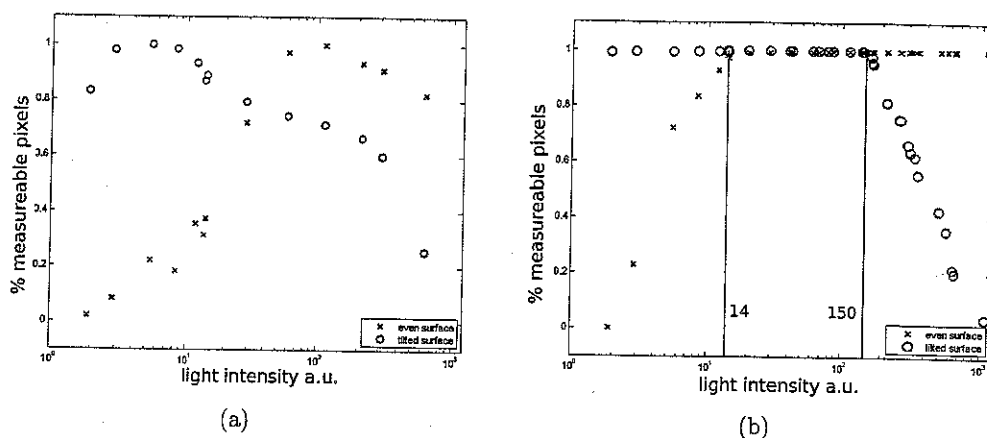 1
0.8
0.6
0.4
0.2
0
% measureable pixels
10⁰
10¹
10²
10³
light intensity a.u.
× even surface
○ tilted surface
(a)
1
0.8
0.6
0.4
0.2
0
% measureable pixels
14
150
10⁰
10¹
10²
10³
light intensity a.u.
× even surface
○ tilted surface
(b)